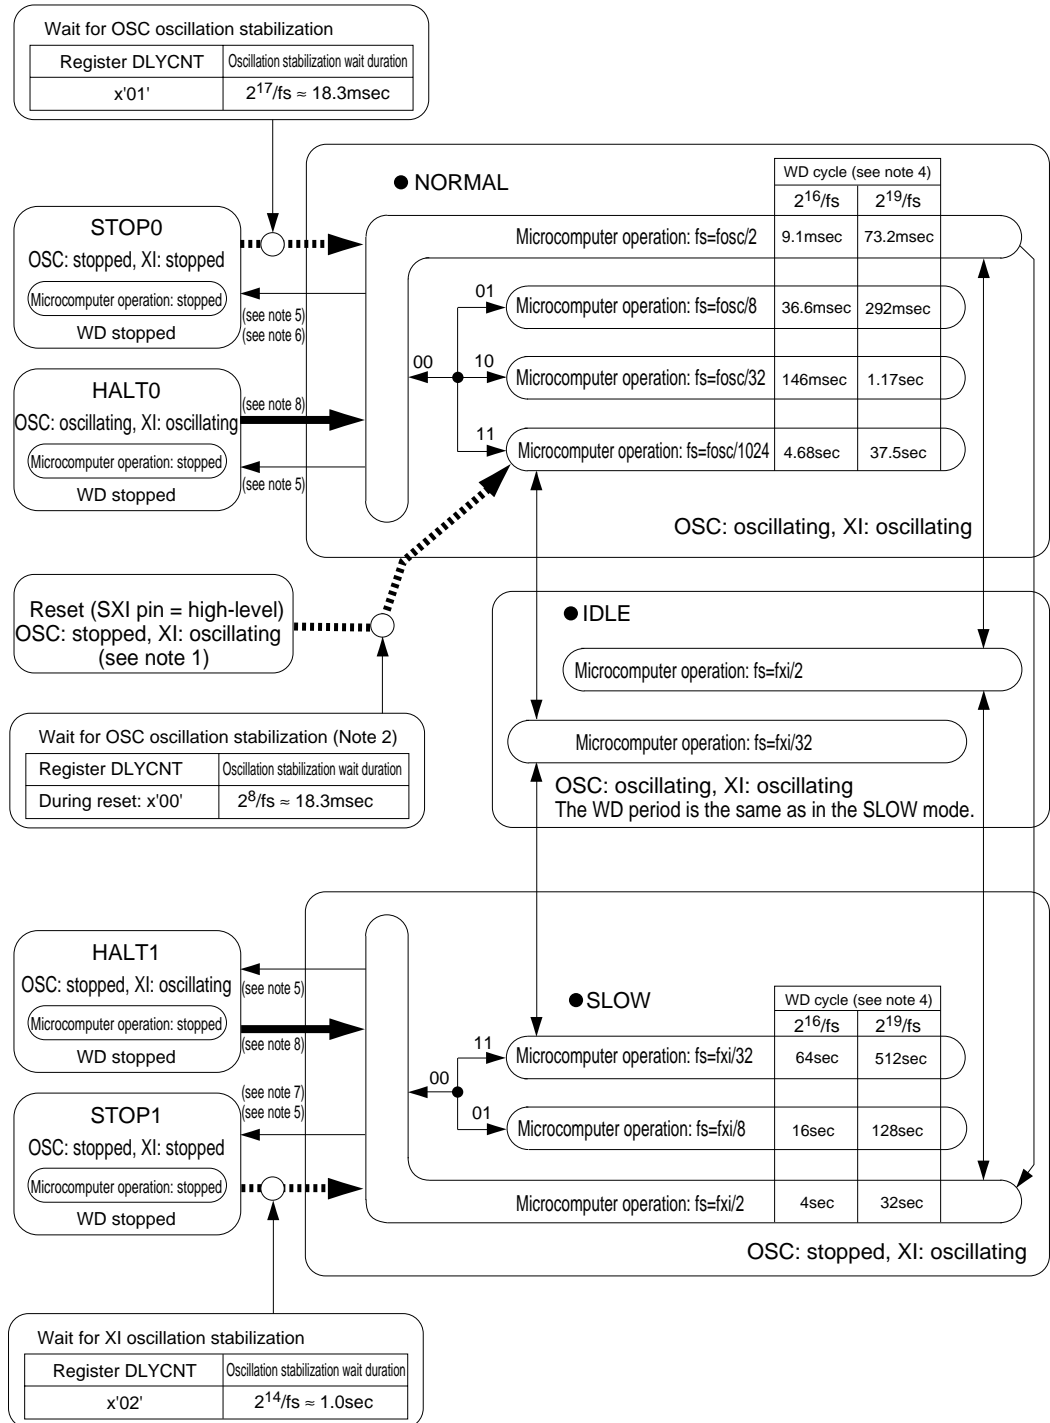 Wait for OSC oscillation stabilization
Register DLYCNT Oscillation stabilization wait duration
x'01' 2^17/fs ≈ 18.3msec
● NORMAL
WD cycle (see note 4)
2^16/fs 2^19/fs
Microcomputer operation: fs=fosc/2 9.1msec 73.2msec
01
Microcomputer operation: fs=fosc/8 36.6msec 292msec
00 10
Microcomputer operation: fs=fosc/32 146msec 1.17sec
11
Microcomputer operation: fs=fosc/1024 4.68sec 37.5sec
OSC: oscillating, XI: oscillating
STOP0
OSC: stopped, XI: stopped
Microcomputer operation: stopped
WD stopped
(see note 5)
(see note 6)
HALT0
OSC: oscillating, XI: oscillating
Microcomputer operation: stopped
WD stopped
(see note 8)
(see note 5)
Reset (SXI pin = high-level)
OSC: stopped, XI: oscillating
(see note 1)
Wait for OSC oscillation stabilization (Note 2)
Register DLYCNT Oscillation stabilization wait duration
During reset: x'00' 2^8/fs ≈ 18.3msec
● IDLE
Microcomputer operation: fs=fxi/2
Microcomputer operation: fs=fxi/32
OSC: oscillating, XI: oscillating
The WD period is the same as in the SLOW mode.
HALT1
OSC: stopped, XI: oscillating
Microcomputer operation: stopped
WD stopped
(see note 5)
(see note 8)
STOP1
OSC: stopped, XI: stopped
Microcomputer operation: stopped
WD stopped
(see note 7)
(see note 5)
● SLOW
WD cycle (see note 4)
2^16/fs 2^19/fs
11
Microcomputer operation: fs=fxi/32 64sec 512sec
00
01
Microcomputer operation: fs=fxi/8 16sec 128sec
Microcomputer operation: fs=fxi/2 4sec 32sec
OSC: stopped, XI: oscillating
Wait for XI oscillation stabilization
Register DLYCNT Oscillation stabilization wait duration
x'02' 2^14/fs ≈ 1.0sec